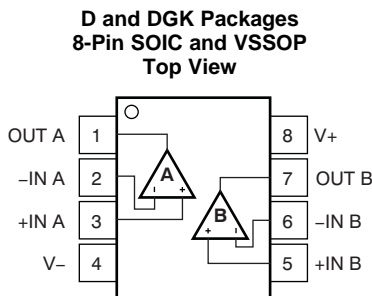 D and DGK Packages
8-Pin SOIC and VSSOP
Top View
OUT A 1 8 V+
−IN A 2 A 7 OUT B
- +
+IN A 3 B 6 −IN B
+ -
V− 4 5 +IN B